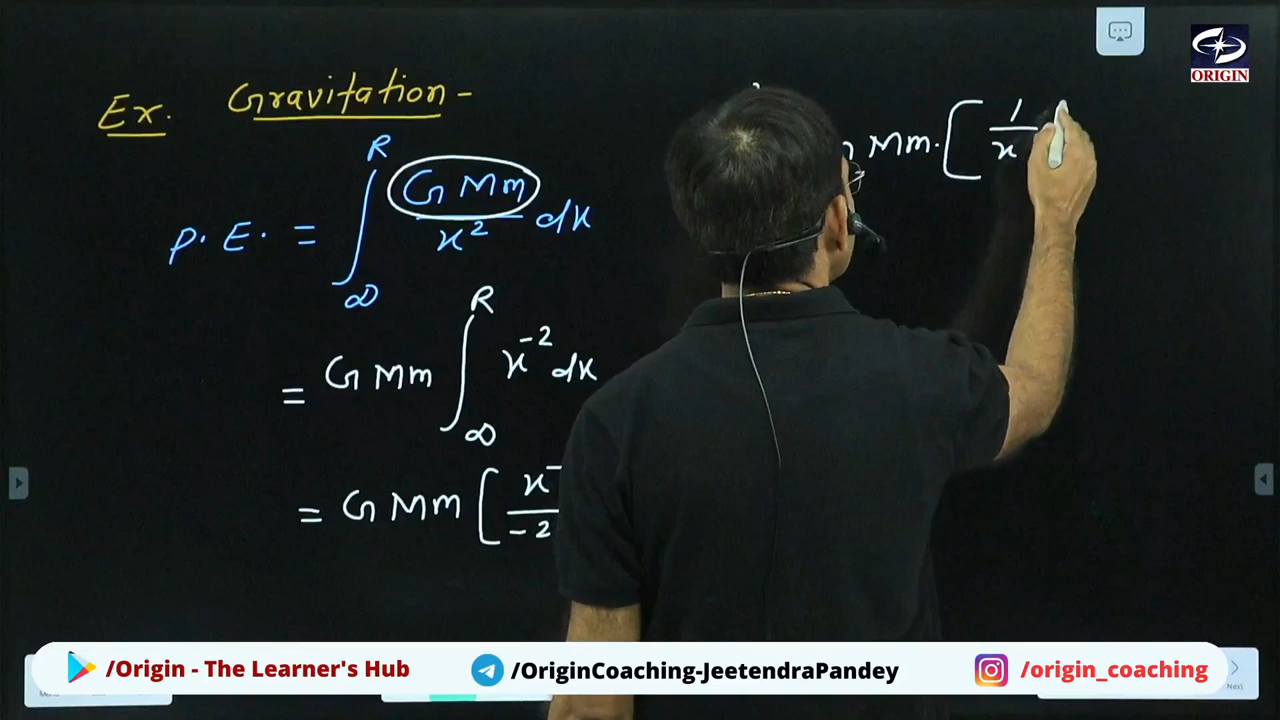 Ex. Gravitation -
P.E. = ∫_∞^R GMm/x² dx
= GMm ∫_∞^R x⁻² dx
= GMm [x⁻/-2
Mm. [1/x
ORIGIN
/Origin - The Learner's Hub
/OriginCoaching-JeetendraPandey
/origin_coaching
Next